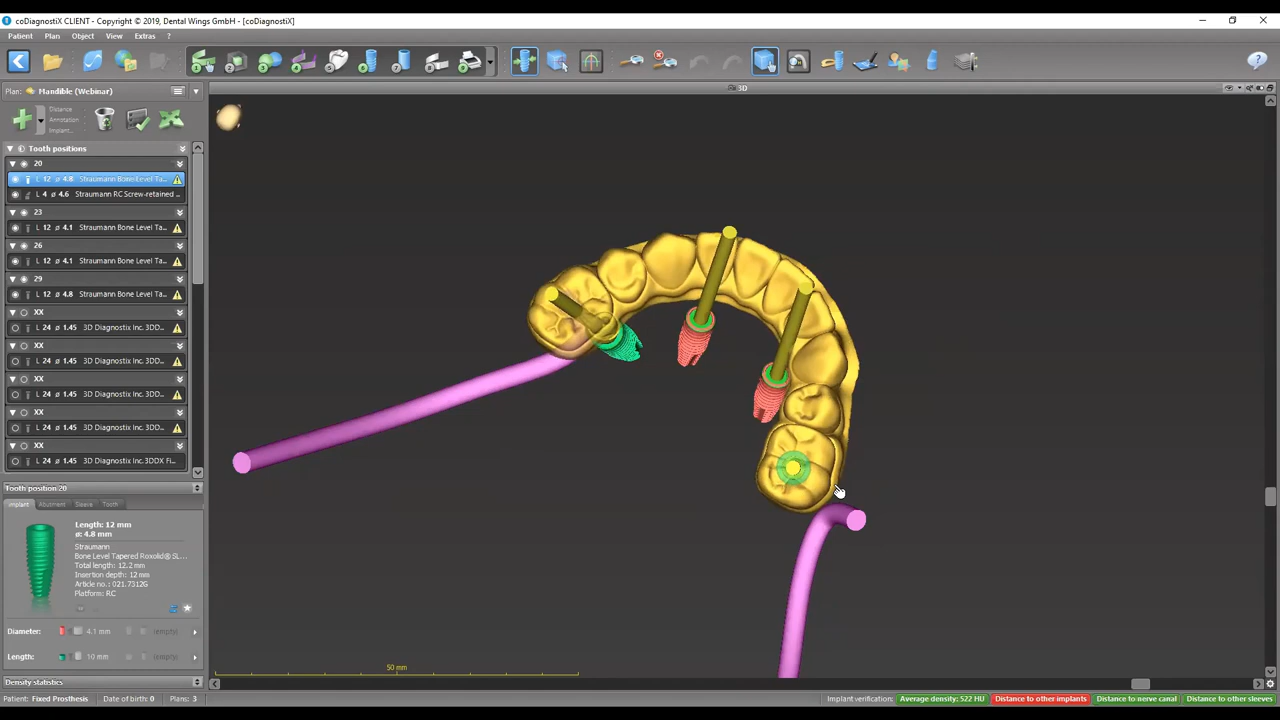 coDiagnostiX CLIENT - Copyright © 2019, Dental Wings GmbH - [coDiagnostiX]
Patient Plan Object View Extras ?
Plan: Mandible (Webinar)
3D
Distance
Annotation
Implant...
Tooth positions
20
L 12 ø 4.8 Straumann Bone Level Ta...
L 4 ø 4.6 Straumann RC Screw-retained ...
23
L 12 ø 4.1 Straumann Bone Level Ta...
26
L 12 ø 4.1 Straumann Bone Level Ta...
29
L 12 ø 4.8 Straumann Bone Level Ta...
XX
L 24 ø 1.45 3D Diagnostix Inc. 3DD...
XX
L 24 ø 1.45 3D Diagnostix Inc. 3DD...
XX
L 24 ø 1.45 3D Diagnostix Inc. 3DD...
XX
L 24 ø 1.45 3D Diagnostix Inc. 3DD...
XX
L 24 ø 1.45 3D Diagnostix Inc.3DDX Fi...
Tooth position 20
Implant Abutment Sleeve Tooth
Length: 12 mm
ø: 4.8 mm
Straumann
Bone Level Tapered Roxolid® SL...
Total length: 12.2 mm
Insertion depth: 12 mm
Article no.: 021.7312G
Platform: RC
Diameter: 4.1 mm (empty)
Length: 10 mm (empty)
Density statistics
50 mm
Patient: Fixed Prosthesis Date of birth: 0 Plans: 3 Implant verification: Average density: 522 HU Distance to other implants Distance to nerve canal Distance to other sleeves